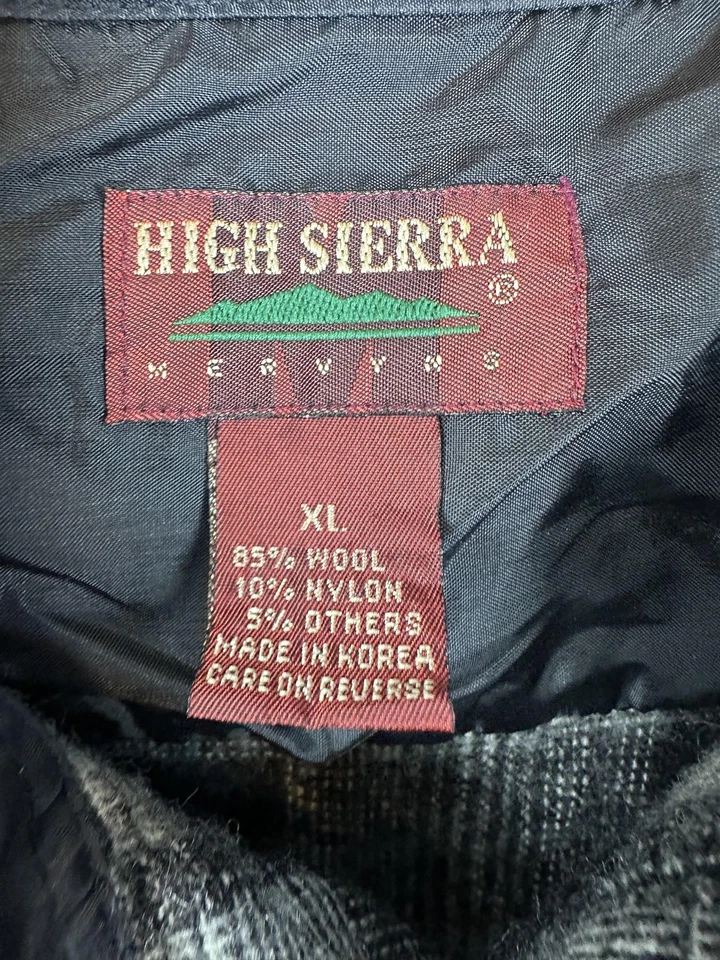 HIGH SIERRA
®
MERVYNS
XL
85% WOOL
10% NYLON
5% OTHERS
MADE IN KOREA
CARE ON REVERSE